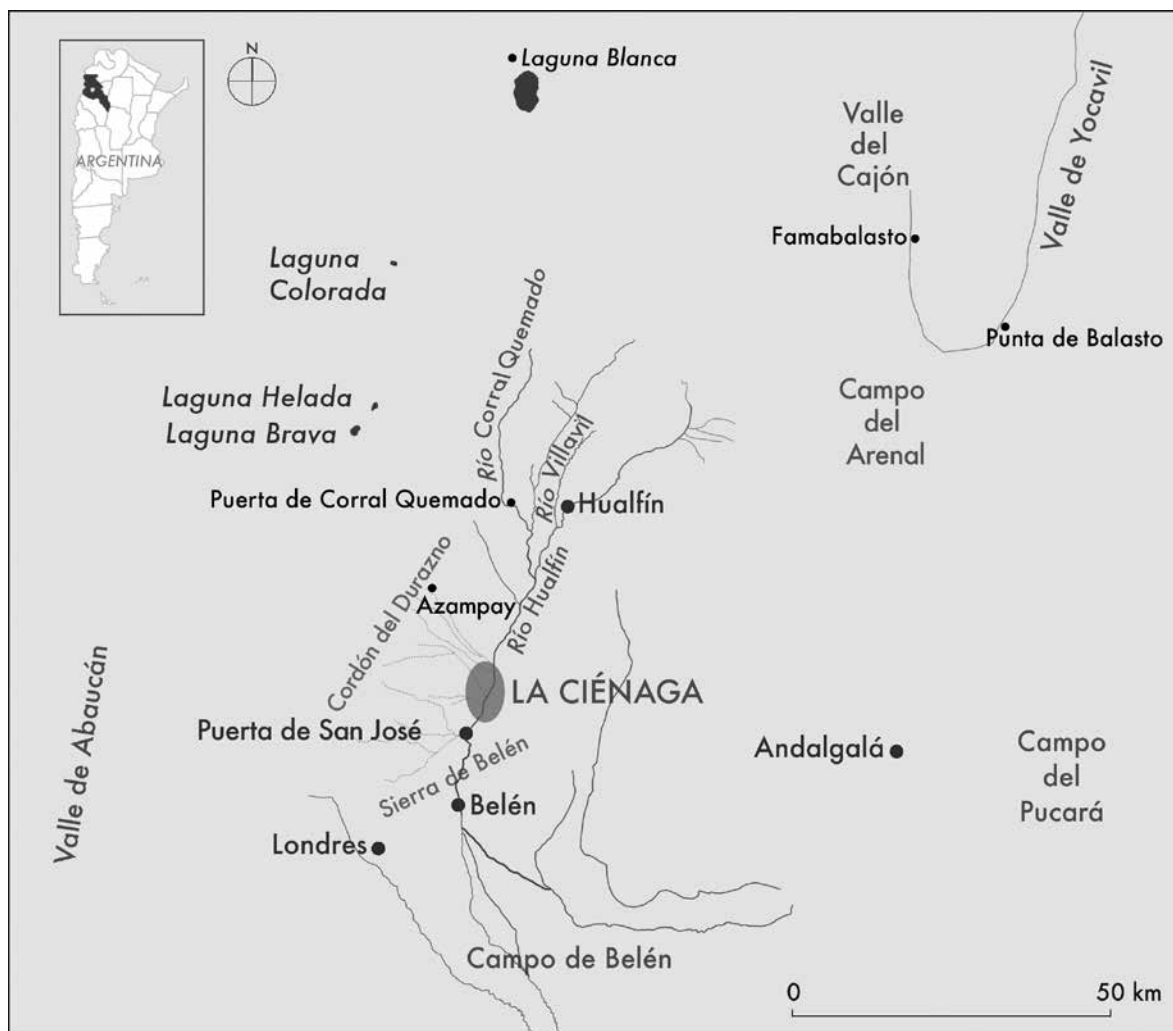 N
Laguna Blanca
ARGENTINA
Valle
del
Cajón
Valle de Yocavil
Famabalasto
Laguna
Colorada
Punta de Balasto
Río Corral Quemado
Laguna Helada
Laguna Brava
Campo
del
Arenal
Río Villavil
Puerta de Corral Quemado
Hualfín
Río Hualfín
Cordón del Durazno
Azampay
Valle de Abaucán
LA CIÉNAGA
Puerta de San José
Sierra de Belén
Andalgalá
Campo
del
Pucará
Belén
Londres
Campo de Belén
0 50 km